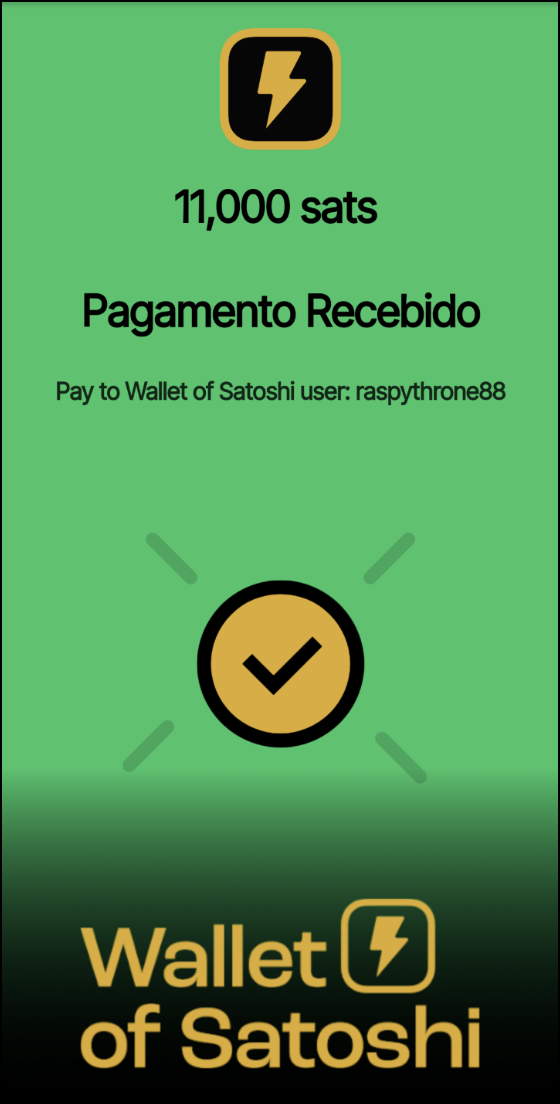 11,000 sats
Pagamento Recebido
Pay to Wallet of Satoshi user: raspythrone88
Wallet
of Satoshi